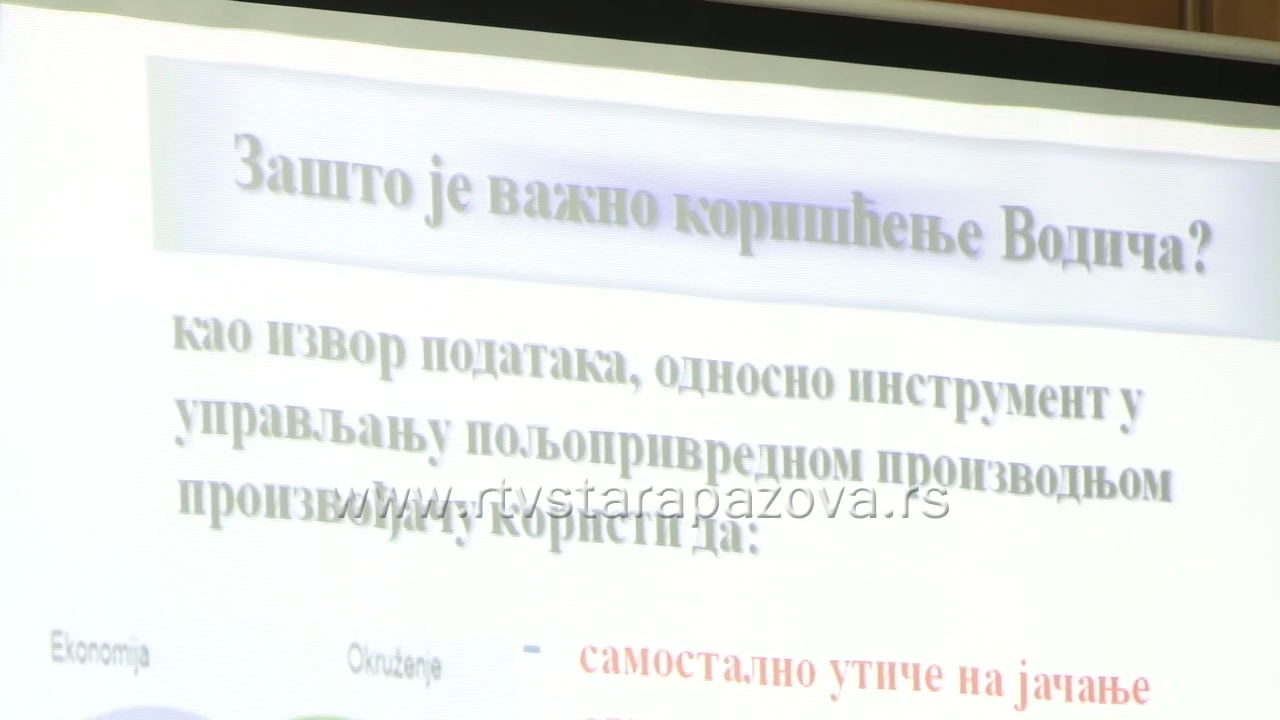 Зашто је важно коришћење Водича?
као извор података, односно инструмент у
управљању пољопривредном производњом
произвођачу користи да:
www.rtvstarapazova.rs
Ekonomija
Okruženje
- самостално утиче на јачање